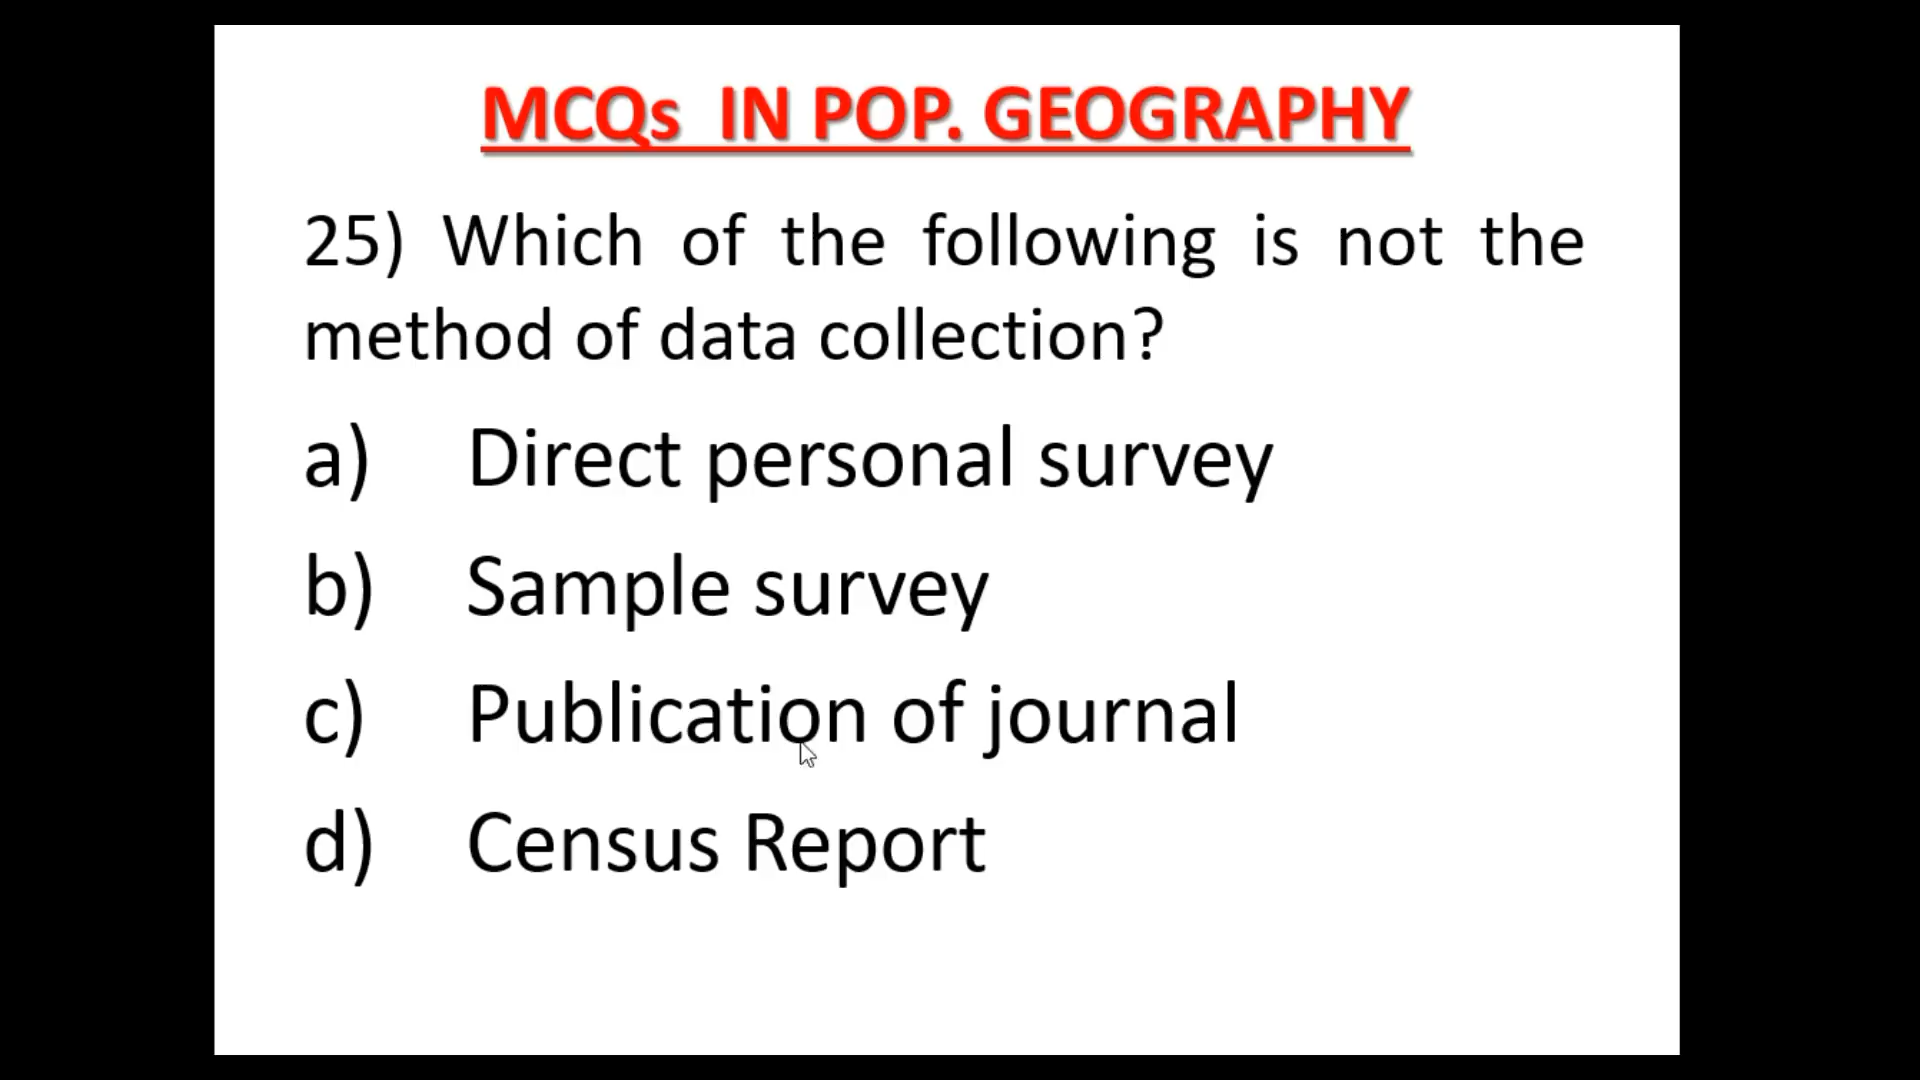 MCQs IN POP. GEOGRAPHY
25) Which of the following is not the
method of data collection?
a) Direct personal survey
b) Sample survey
c) Publication of journal
d) Census Report